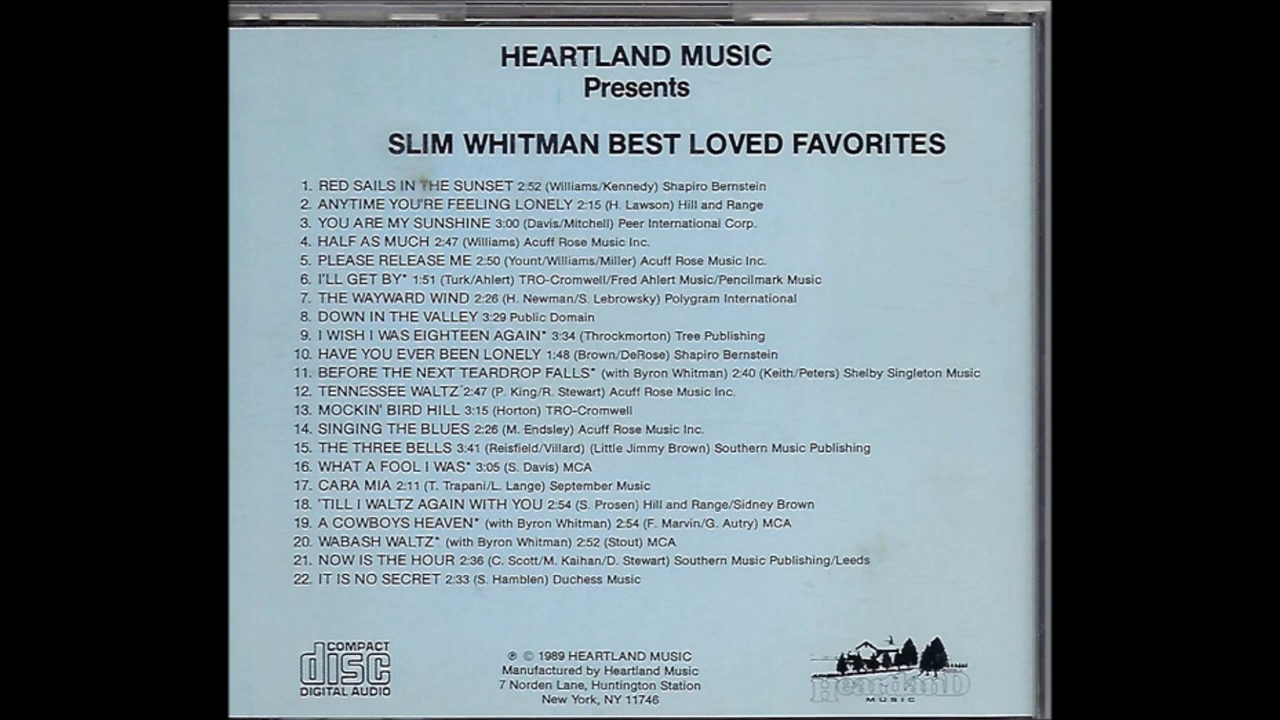 HEARTLAND MUSIC
Presents
SLIM WHITMAN BEST LOVED FAVORITES
1. RED SAILS IN THE SUNSET 2:52 (Williams/Kennedy) Shapiro Bernstein
2. ANYTIME YOU'RE FEELING LONELY 2:15 (H. Lawson) Hill and Range
3. YOU ARE MY SUNSHINE 3:00 (Davis/Mitchell) Peer International Corp.
4. HALF AS MUCH 2:47 (Williams) Acuff Rose Music Inc.
5. PLEASE RELEASE ME 2:50 (Yount/Williams/Miller) Acuff Rose Music Inc.
6. I'LL GET BY* 1:51 (Turk/Ahlert) TRO-Cromwell/Fred Ahlert Music/Pencilmark Music
7. THE WAYWARD WIND 2:26 (H. Newman/S. Lebrowsky) Polygram International
8. DOWN IN THE VALLEY 3:29 Public Domain
9. I WISH I WAS EIGHTEEN AGAIN* 3:34 (Throckmorton) Tree Publishing
10. HAVE YOU EVER BEEN LONELY 1:48 (Brown/DeRose) Shapiro Bernstein
11. BEFORE THE NEXT TEARDROP FALLS* (with Byron Whitman) 2:40 (Keith/Peters) Shelby Singleton Music
12. TENNESSEE WALTZ 2:47 (P. King/R. Stewart) Acuff Rose Music Inc.
13. MOCKIN' BIRD HILL 3:15 (Horton) TRO-Cromwell
14. SINGING THE BLUES 2:26 (M. Endsley) Acuff Rose Music Inc.
15. THE THREE BELLS 3:41 (Reisfield/Villard) (Little Jimmy Brown) Southern Music Publishing
16. WHAT A FOOL I WAS* 3:05 (S. Davis) MCA
17. CARA MIA 2:11 (T. Trapani/L. Lange) September Music
18. 'TILL I WALTZ AGAIN WITH YOU 2:54 (S. Prosen) Hill and Range/Sidney Brown
19. A COWBOYS HEAVEN* (with Byron Whitman) 2:54 (F. Marvin/G. Autry) MCA
20. WABASH WALTZ* (with Byron Whitman) 2:52 (Stout) MCA
21. NOW IS THE HOUR 2:36 (C. Scott/M. Kaihan/D. Stewart) Southern Music Publishing/Leeds
22. IT IS NO SECRET 2:33 (S. Hamblen) Duchess Music
COMPACT
disc
DIGITAL AUDIO
℗ © 1989 HEARTLAND MUSIC
Manufactured by Heartland Music
7 Norden Lane, Huntington Station
New York, NY 11746
Heartland
MUSIC